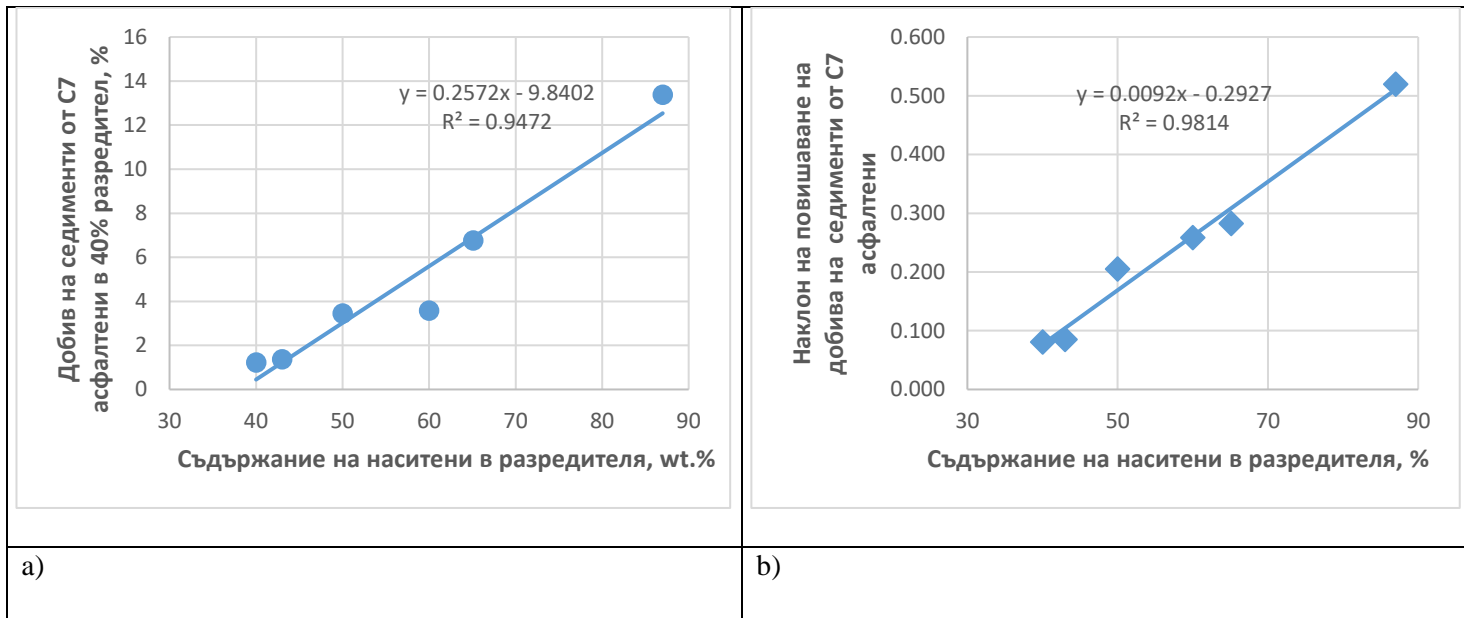 Добив на седименти от C7
асфалтени в 40% разредител, %
16
14
12
10
8
6
4
2
0
y = 0.2572x - 9.8402
R² = 0.9472
30 40 50 60 70 80 90
Съдържание на наситени в разредителя, wt.%
a)
Наклон на повишаване на
добива на седименти от C7
асфалтени
0.600
0.500
0.400
0.300
0.200
0.100
0.000
y = 0.0092x - 0.2927
R² = 0.9814
30 50 70 90
Съдържание на наситени в разредителя, %
b)